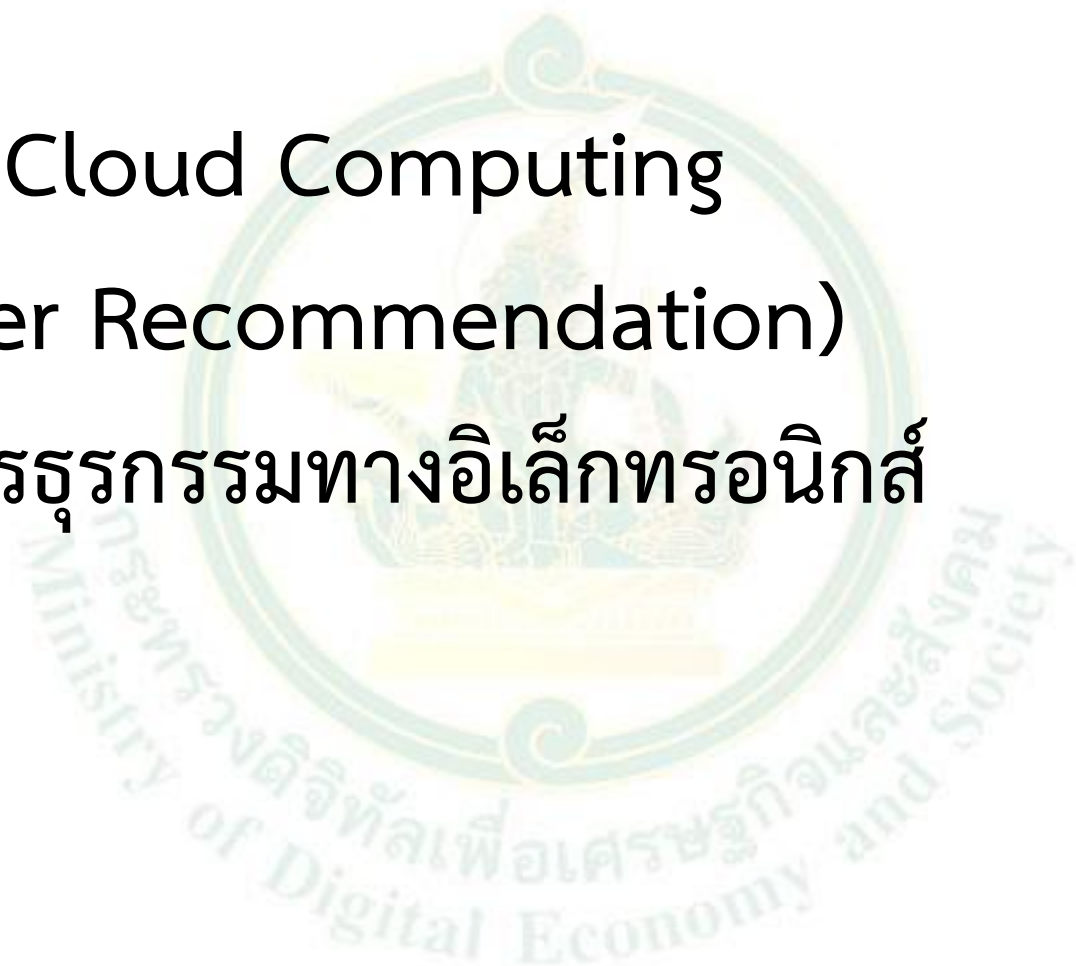 Cloud Computing
er Recommendation)
รธุรกรรมทางอิเล็กทรอนิกส์
กระทรวงดิจิทัลเพื่อเศรษฐกิจและสังคม
Ministry of Digital Economy and Society